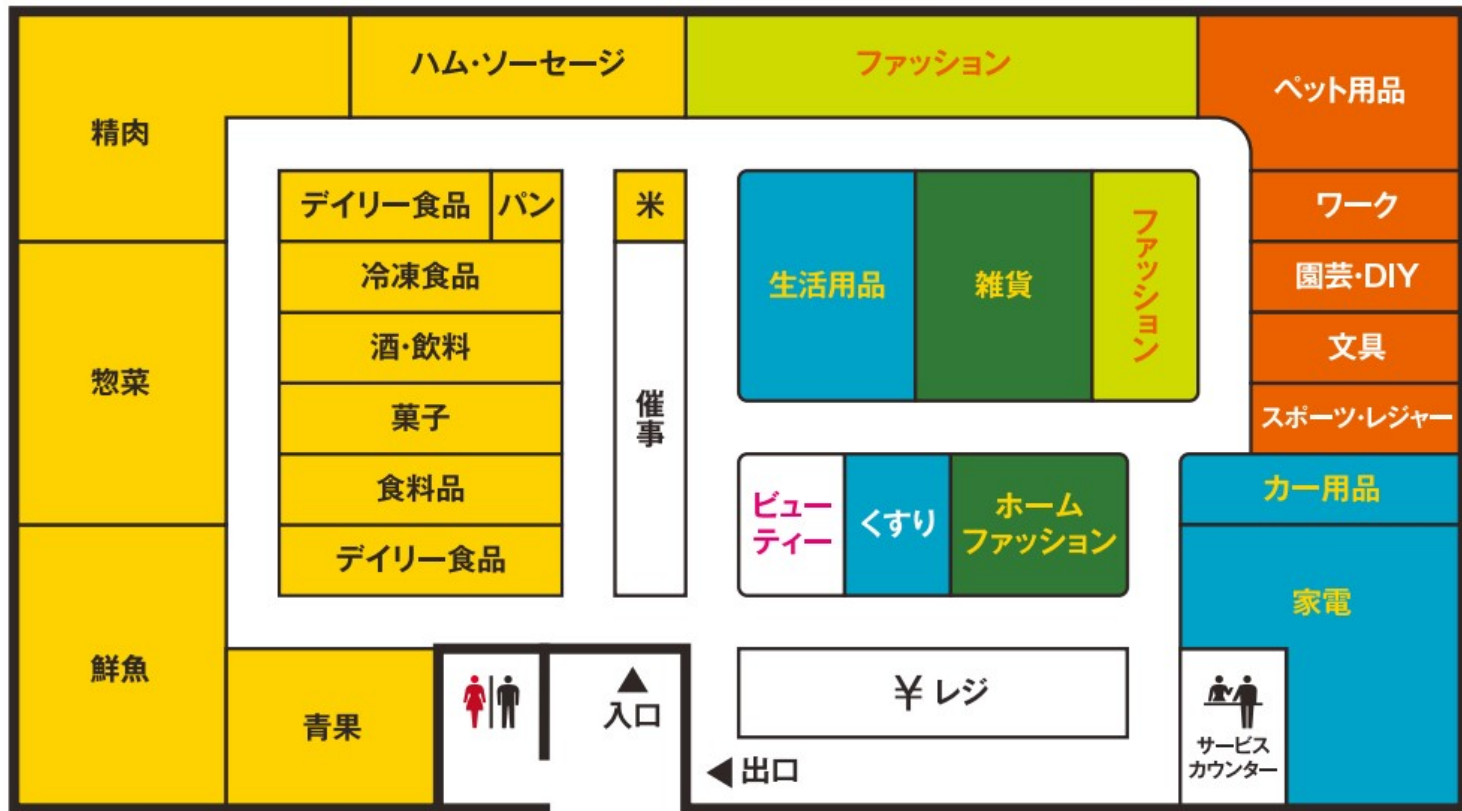 ハム・ソーセージ
ファッション
ペット用品
精肉
デイリー食品
パン
米
ワーク
冷凍食品
生活用品
雑貨
ファッション
園芸・DIY
酒・飲料
文具
惣菜
菓子
催事
スポーツ・レジャー
食料品
カー用品
ビュー
ティー
くすり
ホーム
ファッション
デイリー食品
家電
鮮魚
青果
▲
入口
¥ レジ
サービス
カウンター
◀出口